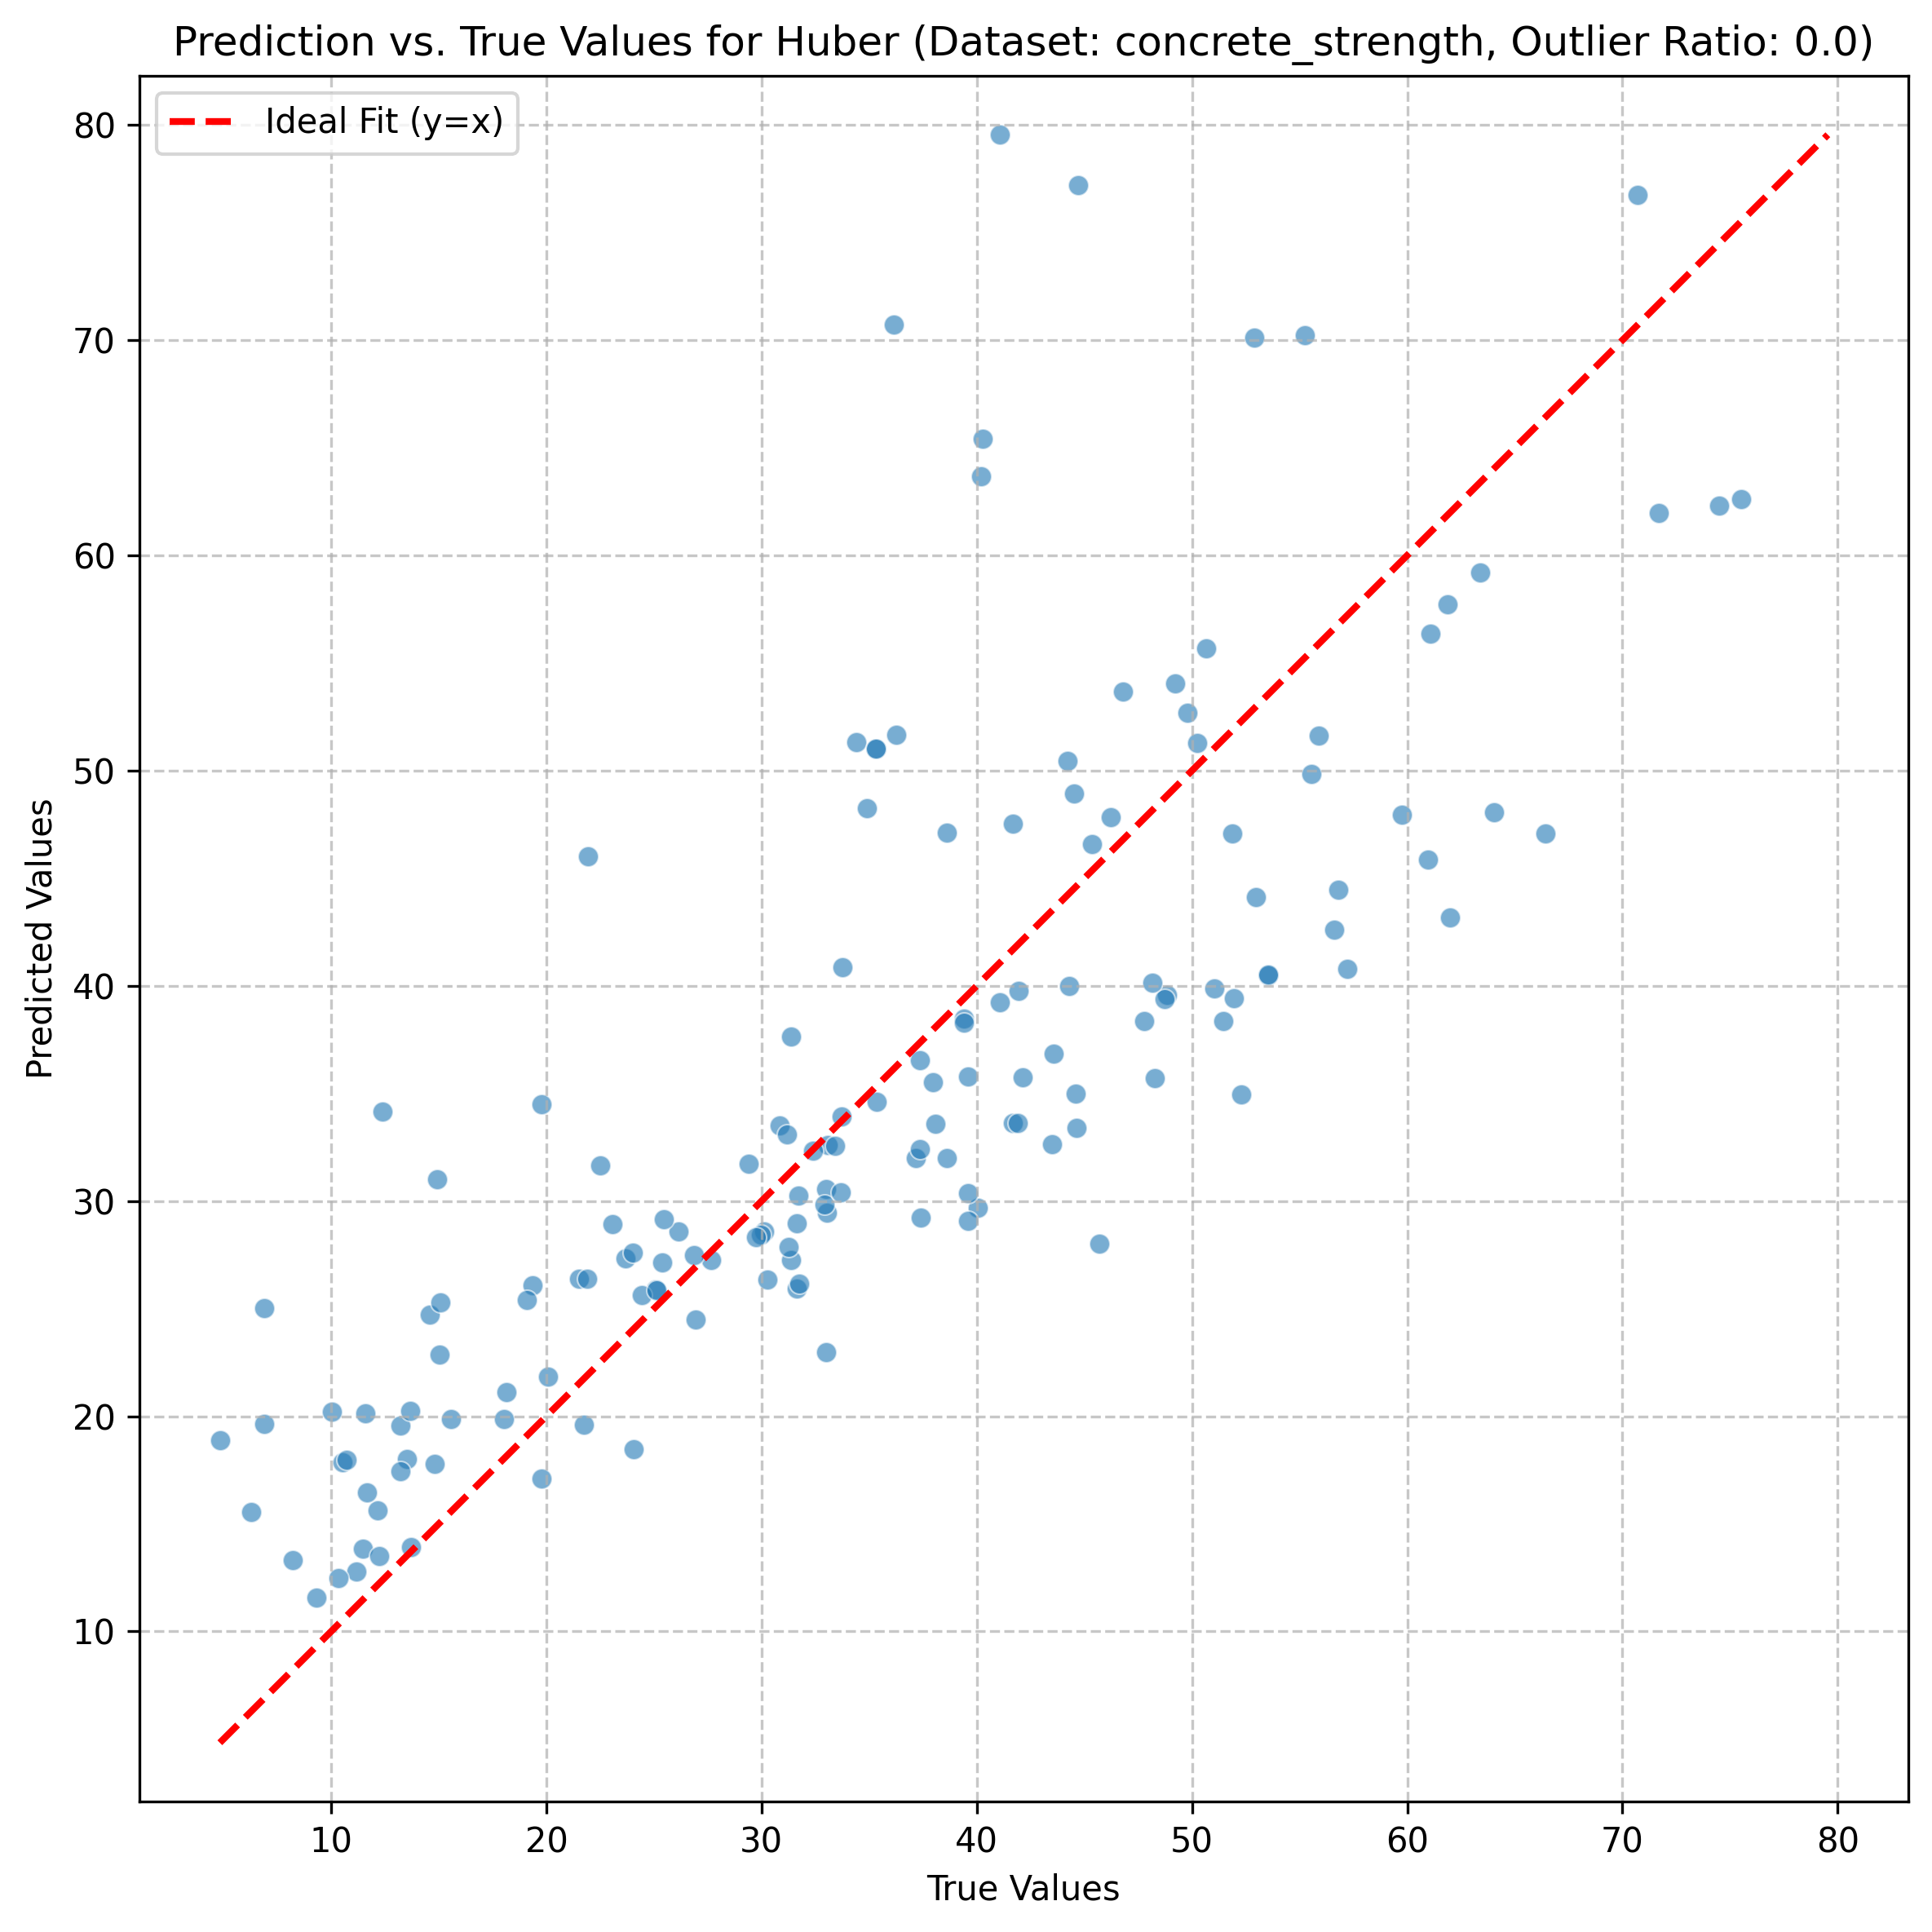 Prediction vs. True Values for Huber (Dataset: concrete_strength, Outlier Ratio: 0.0)
Ideal Fit (y=x)
80
70
60
50
40
30
20
10
Predicted Values
10 20 30 40 50 60 70 80
True Values